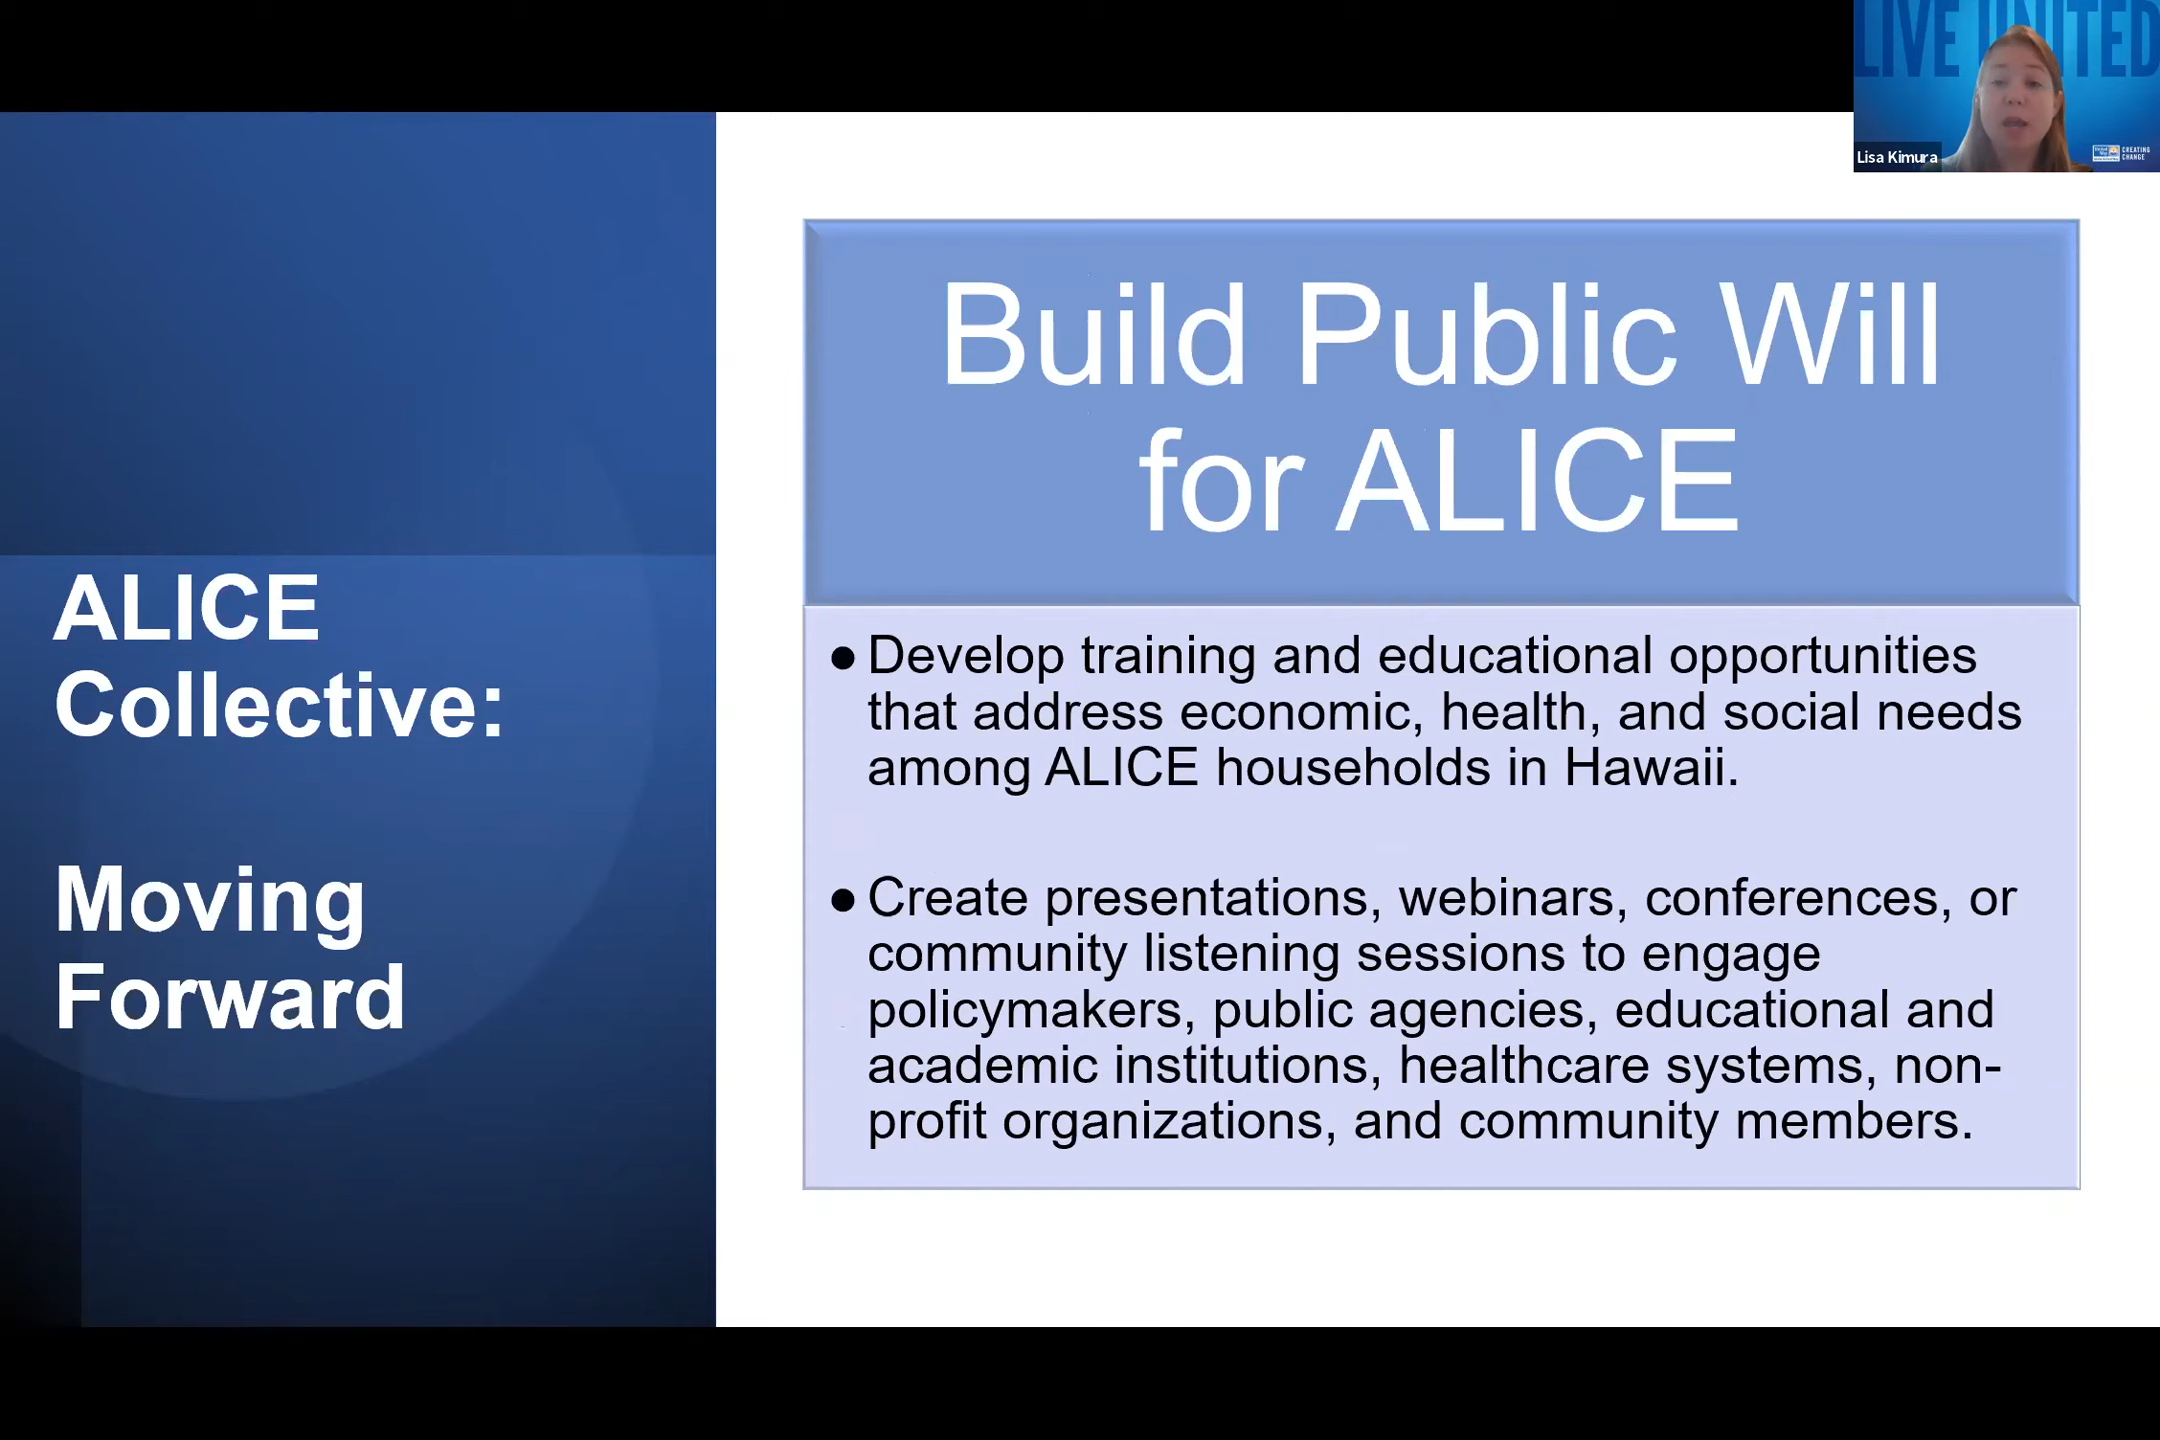 LIVE UNITED
Lisa Kimura
CREATING
CHANGE
ALICE
Collective:
Moving
Forward
Build Public Will
for ALICE
● Develop training and educational opportunities
that address economic, health, and social needs
among ALICE households in Hawaii.
● Create presentations, webinars, conferences, or
community listening sessions to engage
policymakers, public agencies, educational and
academic institutions, healthcare systems, non-
profit organizations, and community members.